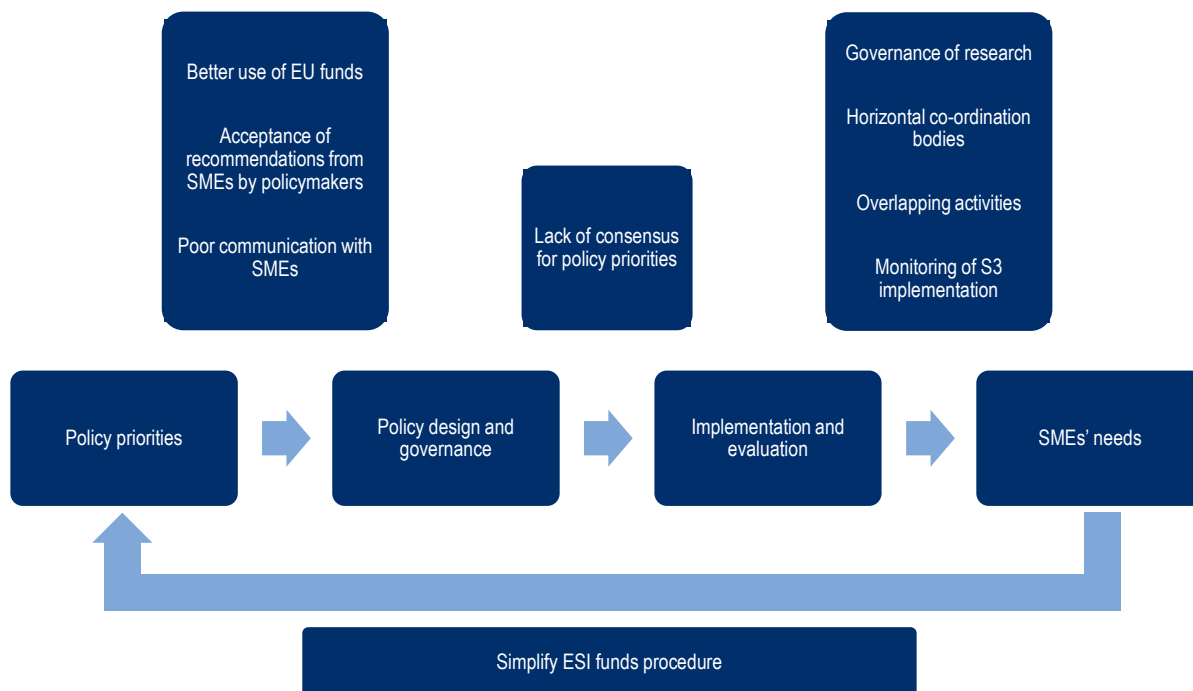 Better use of EU funds
Acceptance of
recommendations from
SMEs by policymakers
Poor communication with
SMEs
Lack of consensus
for policy priorities
Governance of research
Horizontal co-ordination
bodies
Overlapping activities
Monitoring of S3
implementation
Policy priorities
Policy design and
governance
Implementation and
evaluation
SMEs’ needs
Simplify ESI funds procedure